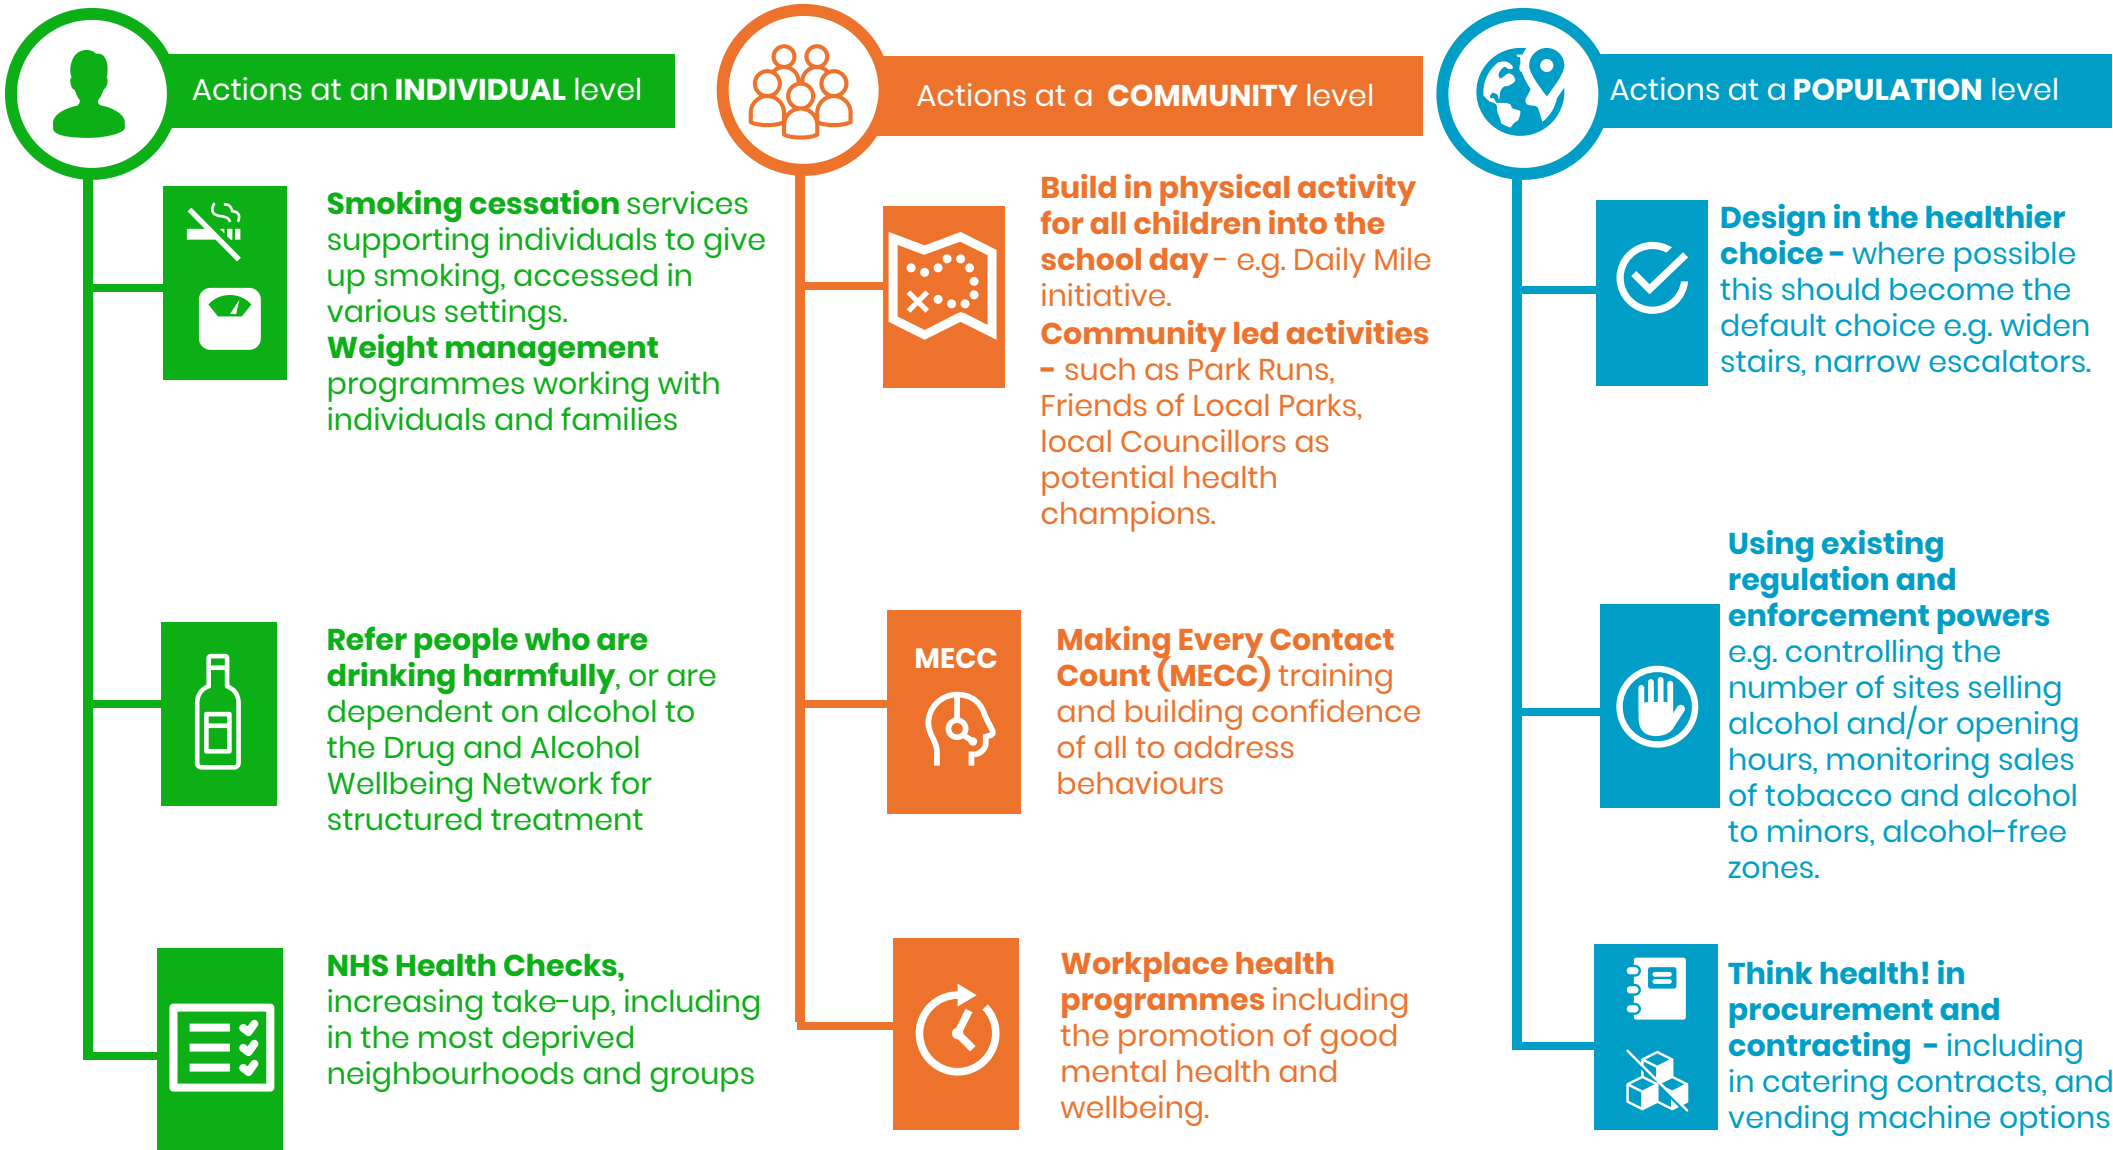 Actions at an INDIVIDUAL level
Smoking cessation services
supporting individuals to give
up smoking, accessed in
various settings.
Weight management
programmes working with
individuals and families
Refer people who are
drinking harmfully, or are
dependent on alcohol to
the Drug and Alcohol
Wellbeing Network for
structured treatment
NHS Health Checks,
increasing take-up, including
in the most deprived
neighbourhoods and groups
Actions at a COMMUNITY level
Build in physical activity
for all children into the
school day - e.g. Daily Mile
initiative.
Community led activities
- such as Park Runs,
Friends of Local Parks,
local Councillors as
potential health
champions.
MECC
Making Every Contact
Count (MECC) training
and building confidence
of all to address
behaviours
Workplace health
programmes including
the promotion of good
mental health and
wellbeing.
Actions at a POPULATION level
Design in the healthier
choice - where possible
this should become the
default choice e.g. widen
stairs, narrow escalators.
Using existing
regulation and
enforcement powers
e.g. controlling the
number of sites selling
alcohol and/or opening
hours, monitoring sales
of tobacco and alcohol
to minors, alcohol-free
zones.
Think health! in
procurement and
contracting - including
in catering contracts, and
vending machine options